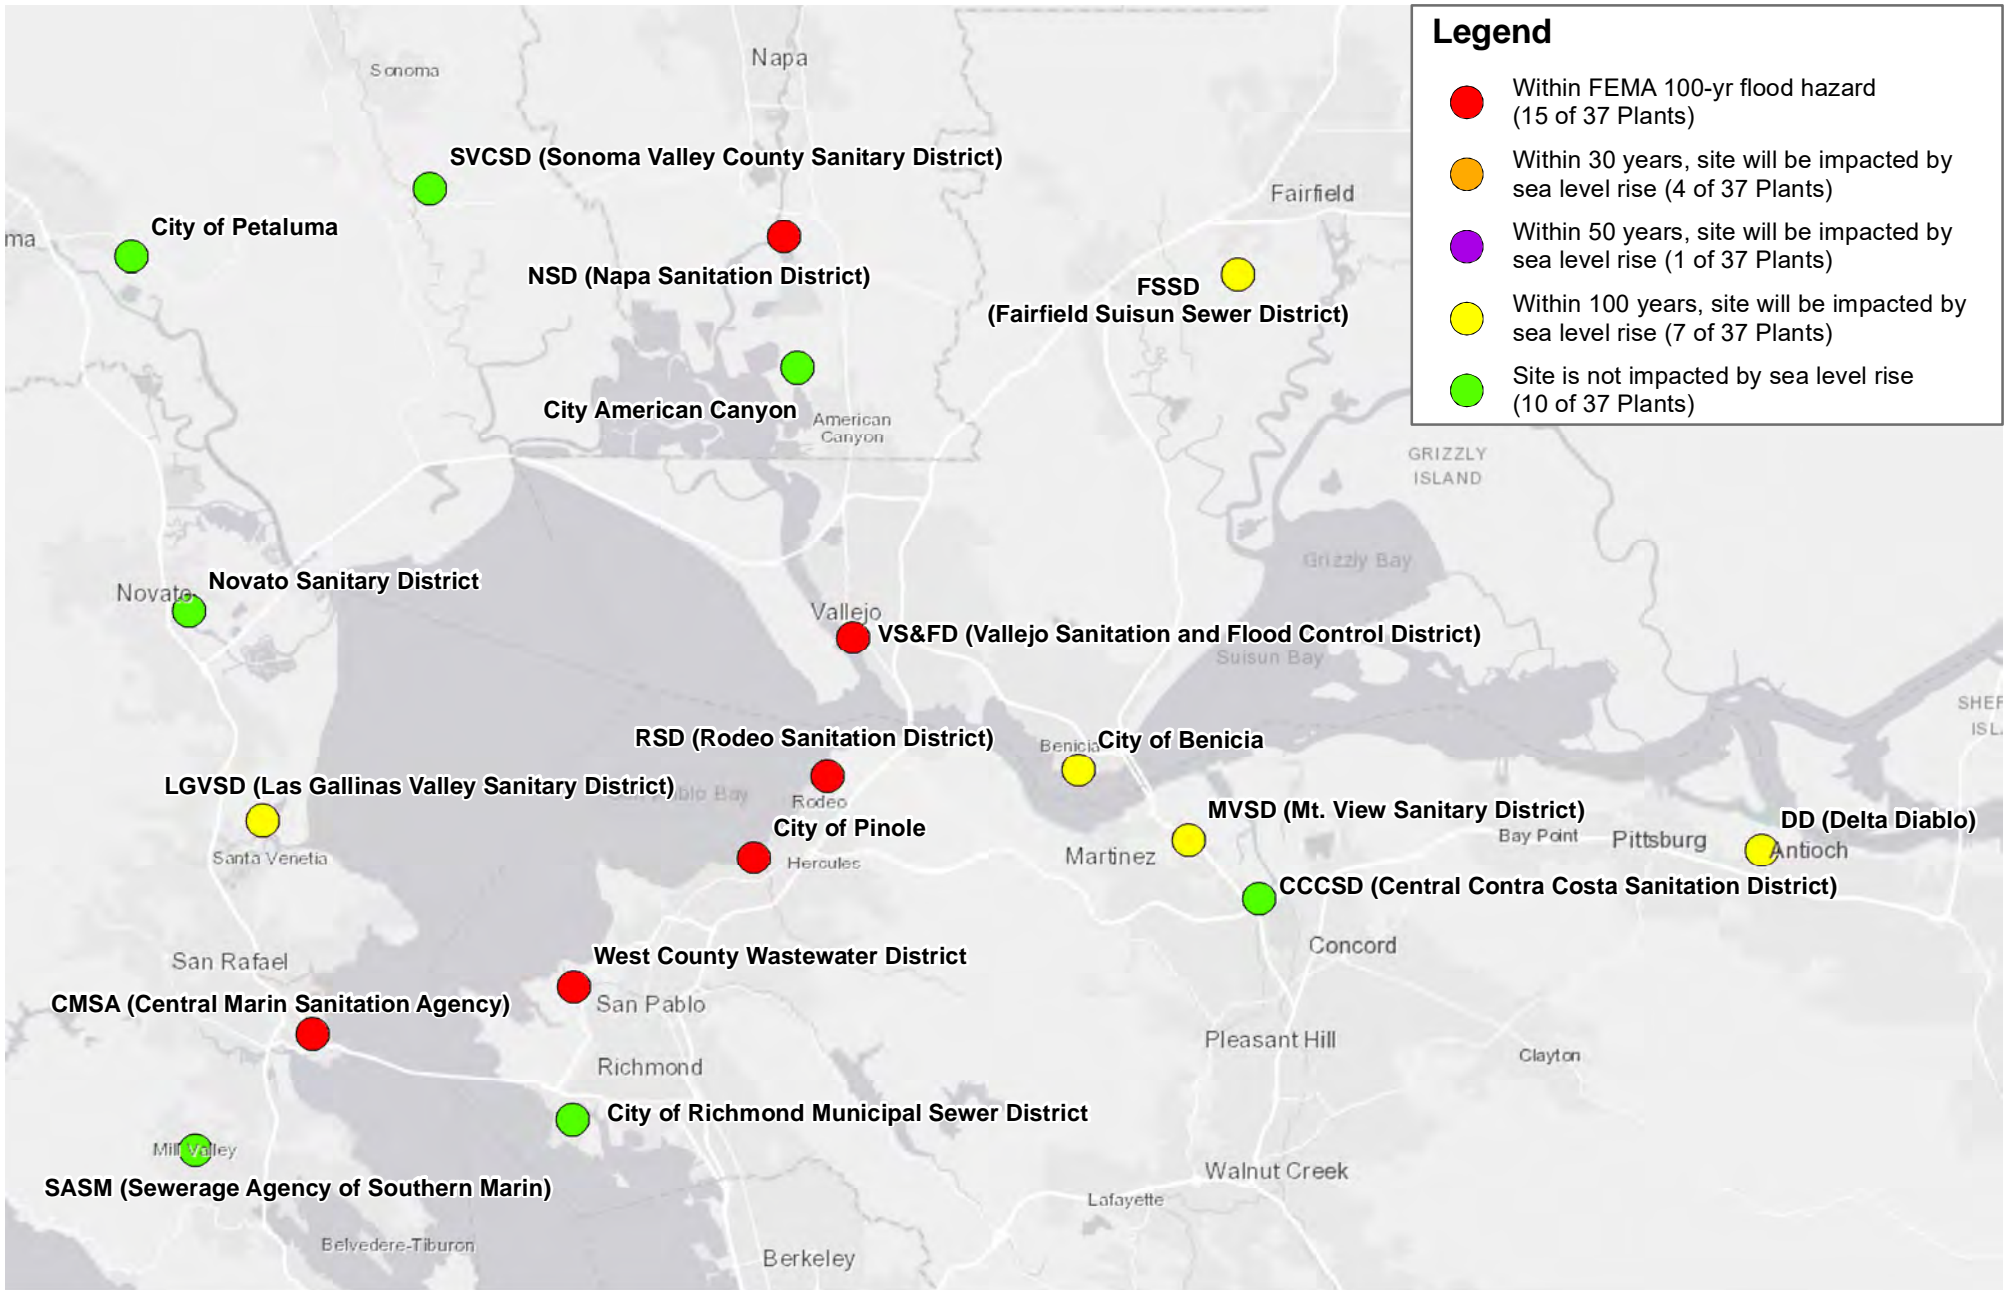 Legend
Within FEMA 100-yr flood hazard
(15 of 37 Plants)
Within 30 years, site will be impacted by
sea level rise (4 of 37 Plants)
Within 50 years, site will be impacted by
sea level rise (1 of 37 Plants)
Within 100 years, site will be impacted by
sea level rise (7 of 37 Plants)
Site is not impacted by sea level rise
(10 of 37 Plants)
Napa
Sonoma
SVCSD (Sonoma Valley County Sanitary District)
Fairfield
City of Petaluma
ma
NSD (Napa Sanitation District)
FSSD
(Fairfield Suisun Sewer District)
City American Canyon
American
Canyon
GRIZZLY
ISLAND
Grizzly Bay
Novato Sanitary District
Novato
Vallejo
VS&FD (Vallejo Sanitation and Flood Control District)
Suisun Bay
SHER
ISL.
RSD (Rodeo Sanitation District)
Benicia
City of Benicia
LGVSD (Las Gallinas Valley Sanitary District)
Pablo Bay
Rodeo
MVSD (Mt. View Sanitary District)
DD (Delta Diablo)
City of Pinole
Bay Point
Pittsburg
Antioch
Santa Venetia
Hercules
Martinez
CCCSD (Central Contra Costa Sanitation District)
Concord
West County Wastewater District
San Rafael
San Pablo
CMSA (Central Marin Sanitation Agency)
Pleasant Hill
Clayton
Richmond
City of Richmond Municipal Sewer District
Mill Valley
Walnut Creek
SASM (Sewerage Agency of Southern Marin)
Lafayette
Belvedere-Tiburon
Berkeley